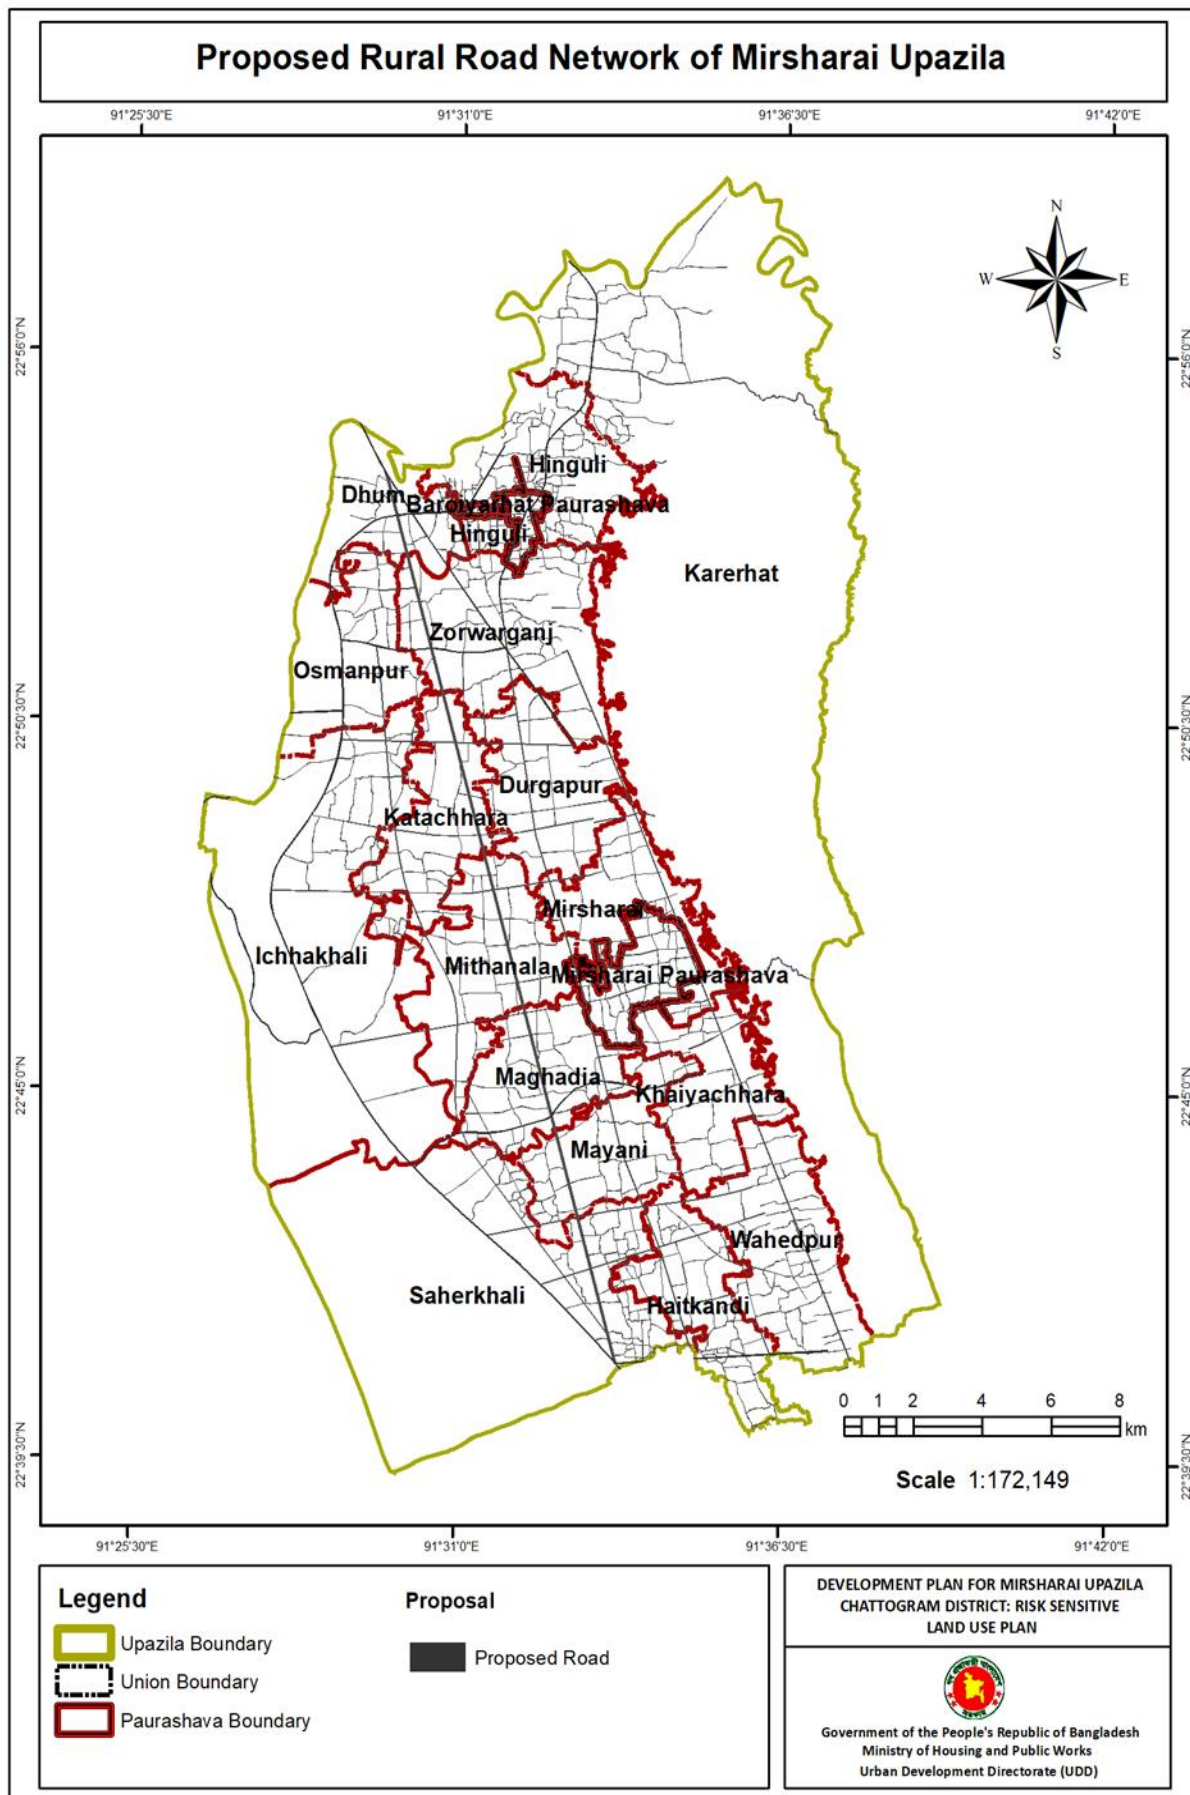 Proposed Rural Road Network of Mirsharai Upazila
91°25'30"E 91°31'0"E 91°36'30"E 91°42'0"E
N
W E
S
22°56'0"N 22°56'0"N
Hinguli
Dhum
Baroiyarhat Paurashava
Hinguli
Karerhat
Zorwarganj
Osmanpur
22°50'30"N 22°50'30"N
Durgapur
Katachhara
Mirsharai
Ichhakhali
Mithanala
Mirsharai Paurashava
Maghadia
22°45'0"N 22°45'0"N
Khaiyachhara
Mayani
Wahedpur
Saherkhali
Haitkandi
0 1 2 4 6 8
km
22°39'30"N 22°39'30"N
Scale 1:172,149
91°25'30"E 91°31'0"E 91°36'30"E 91°42'0"E
Legend
Upazila Boundary
Union Boundary
Paurashava Boundary
Proposal
Proposed Road
DEVELOPMENT PLAN FOR MIRSHARAI UPAZILA
CHATTOGRAM DISTRICT: RISK SENSITIVE
LAND USE PLAN
Government of the People's Republic of Bangladesh
Ministry of Housing and Public Works
Urban Development Directorate (UDD)